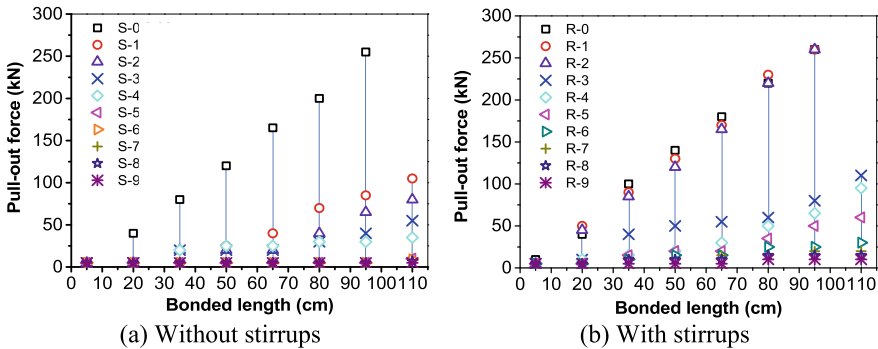 300
250
200
150
100
50
0
Pull-out force (kN)
S-0
S-1
S-2
S-3
S-4
S-5
S-6
S-7
S-8
S-9
0 10 20 30 40 50 60 70 80 90 100 110
Bonded length (cm)
(a) Without stirrups
300
250
200
150
100
50
0
Pull-out force (kN)
R-0
R-1
R-2
R-3
R-4
R-5
R-6
R-7
R-8
R-9
10 20 30 40 50 60 70 80 90 100 110
Bonded length (cm)
(b) With stirrups